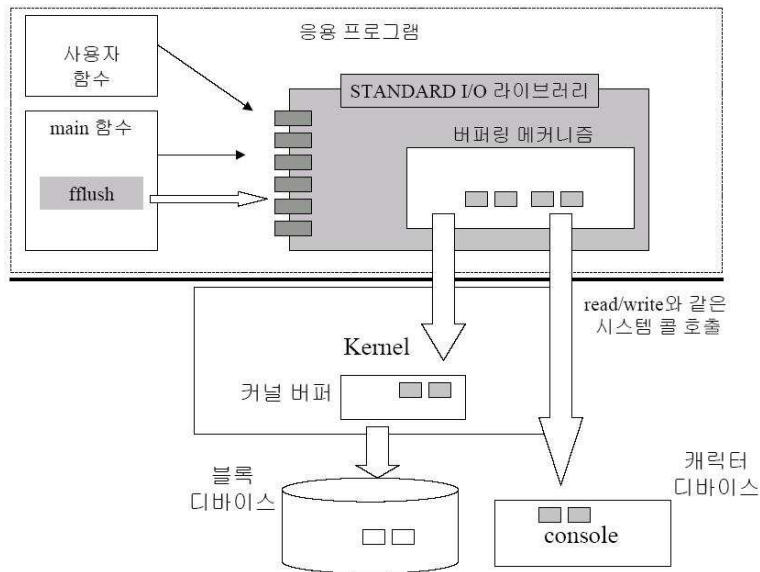 응용 프로그램
사용자
함수
STANDARD I/O 라이브러리
main 함수
버퍼링 메커니즘
fflush
read/write와 같은
시스템 콜 호출
Kernel
커널 버퍼
블록
디바이스
캐릭터
디바이스
console